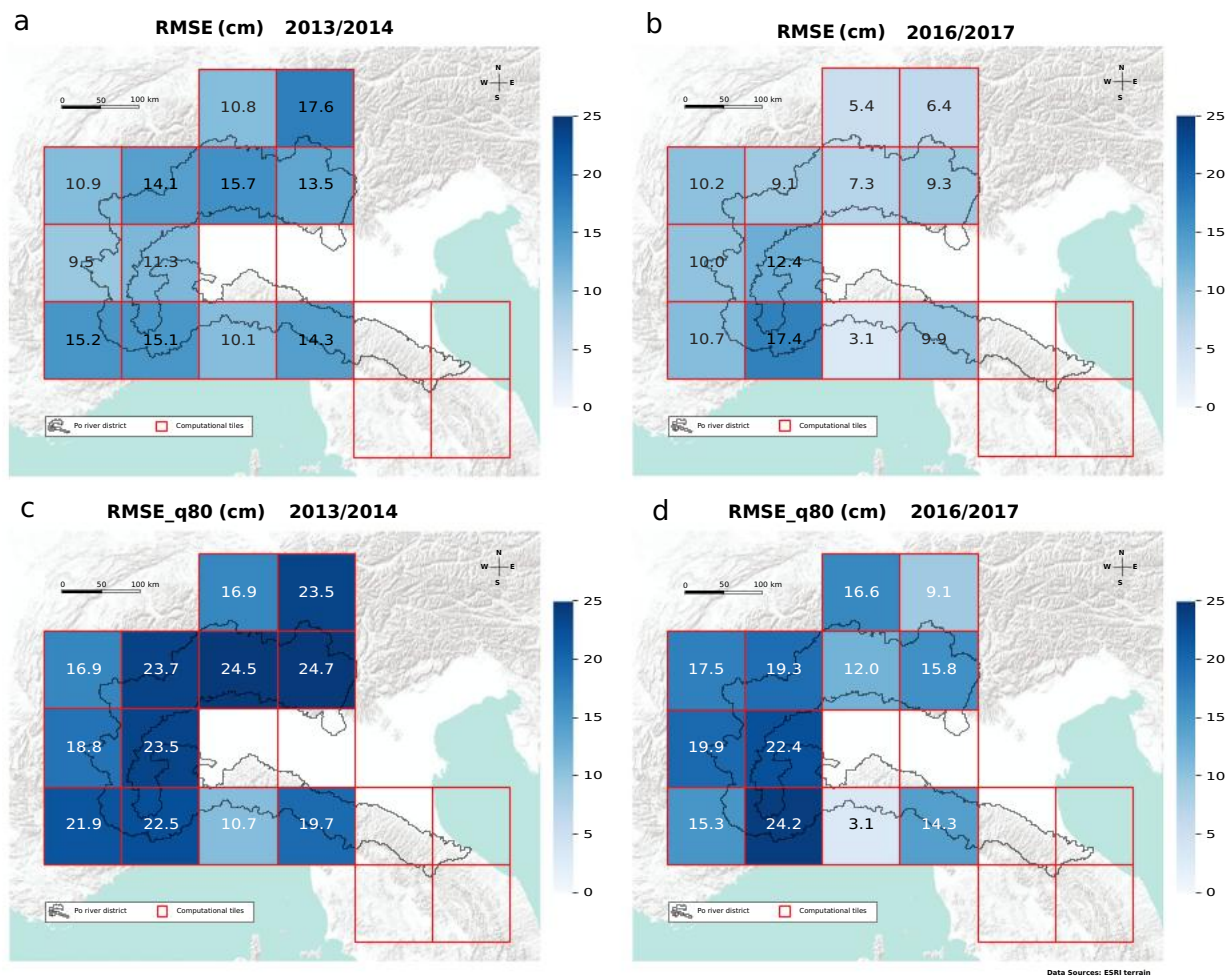 a
RMSE (cm) 2013/2014
N
W E
S
0 50 100 km
10.8 17.6
10.9 14.1 15.7 13.5
9.5 11.3
15.2 15.1 10.1 14.3
Po river district Computational tiles
25
20
15
10
5
0
b
RMSE (cm) 2016/2017
N
W E
S
0 50 100 km
5.4 6.4
10.2 9.1 7.3 9.3
10.0 12.4
10.7 17.4 3.1 9.9
Po river district Computational tiles
25
20
15
10
5
0
c
RMSE_q80 (cm) 2013/2014
N
W E
S
0 50 100 km
16.9 23.5
16.9 23.7 24.5 24.7
18.8 23.5
21.9 22.5 10.7 19.7
Po river district Computational tiles
25
20
15
10
5
0
d
RMSE_q80 (cm) 2016/2017
N
W E
S
0 50 100 km
16.6 9.1
17.5 19.3 12.0 15.8
19.9 22.4
15.3 24.2 3.1 14.3
Po river district Computational tiles
25
20
15
10
5
0
Data Sources: ESRI terrain